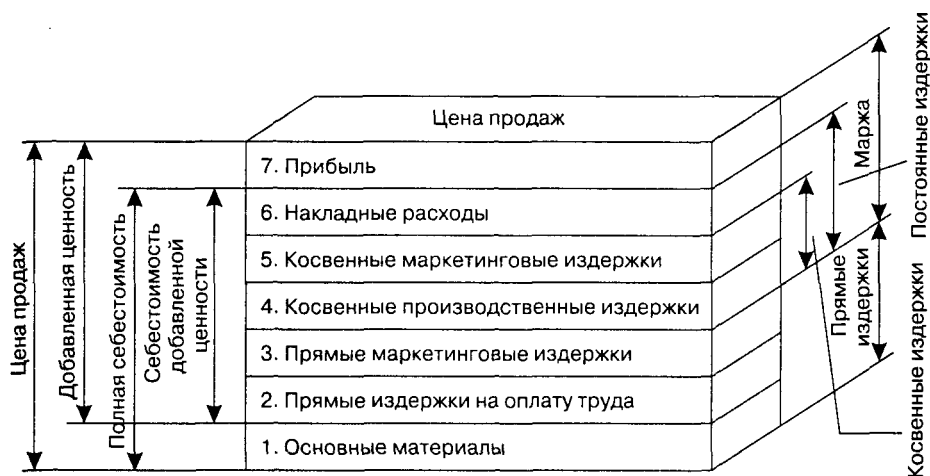 Цена продаж
7. Прибыль
6. Накладные расходы
5. Косвенные маркетинговые издержки
4. Косвенные производственные издержки
3. Прямые маркетинговые издержки
2. Прямые издержки на оплату труда
1. Основные материалы
Цена продаж
Добавленная ценность
Полная себестоимость
Себестоимость
добавленной
ценности
Прямые
издержки
Маржа
Косвенные издержки
Постоянные издержки